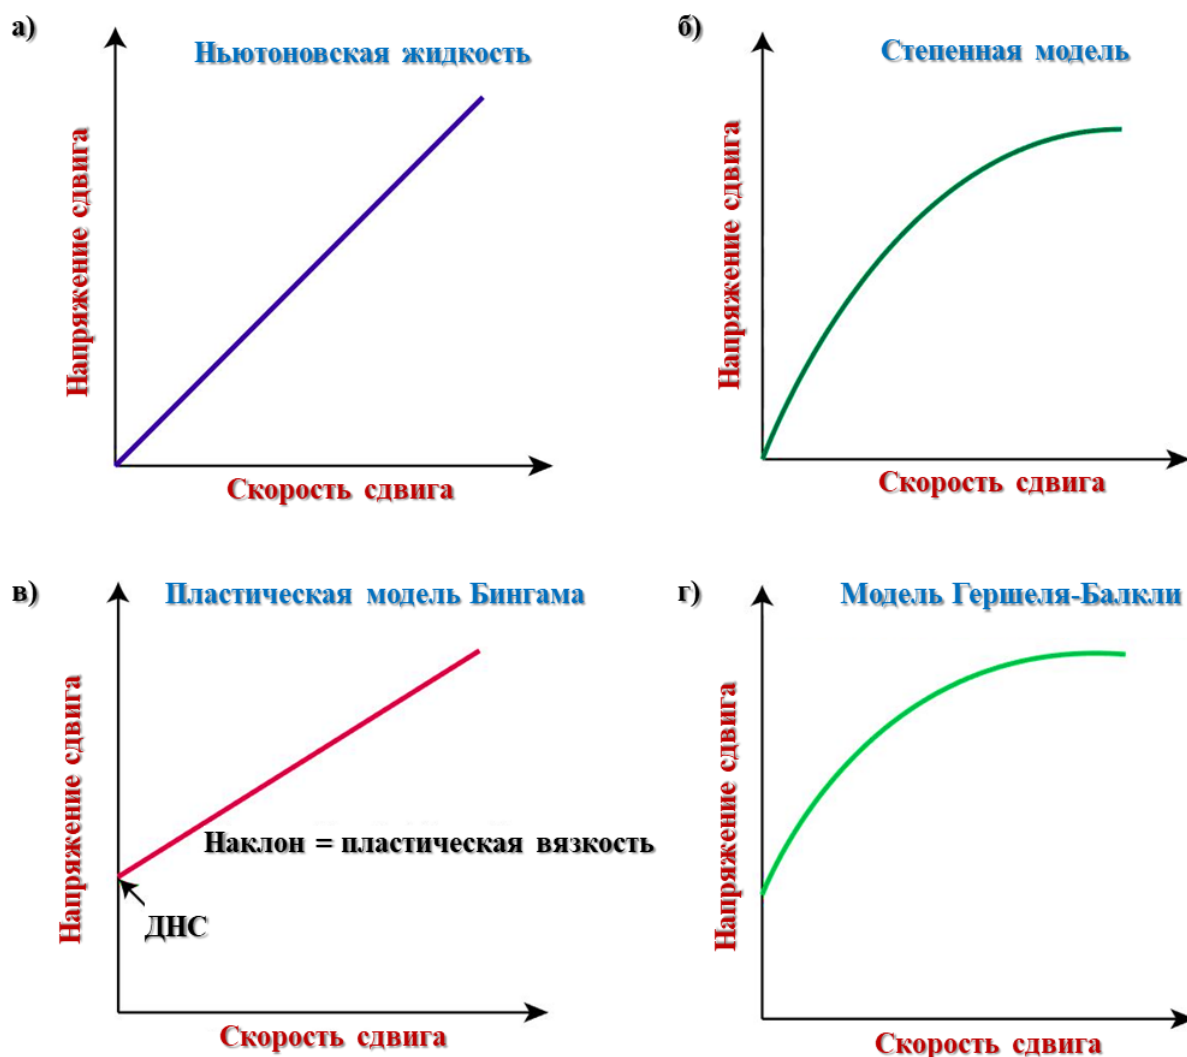 а)
Ньютоновская жидкость
Напряжение сдвига
Скорость сдвига
б)
Степенная модель
Напряжение сдвига
Скорость сдвига
в)
Пластическая модель Бингама
Напряжение сдвига
Наклон = пластическая вязкость
ДНС
Скорость сдвига
г)
Модель Гершеля-Балкли
Напряжение сдвига
Скорость сдвига